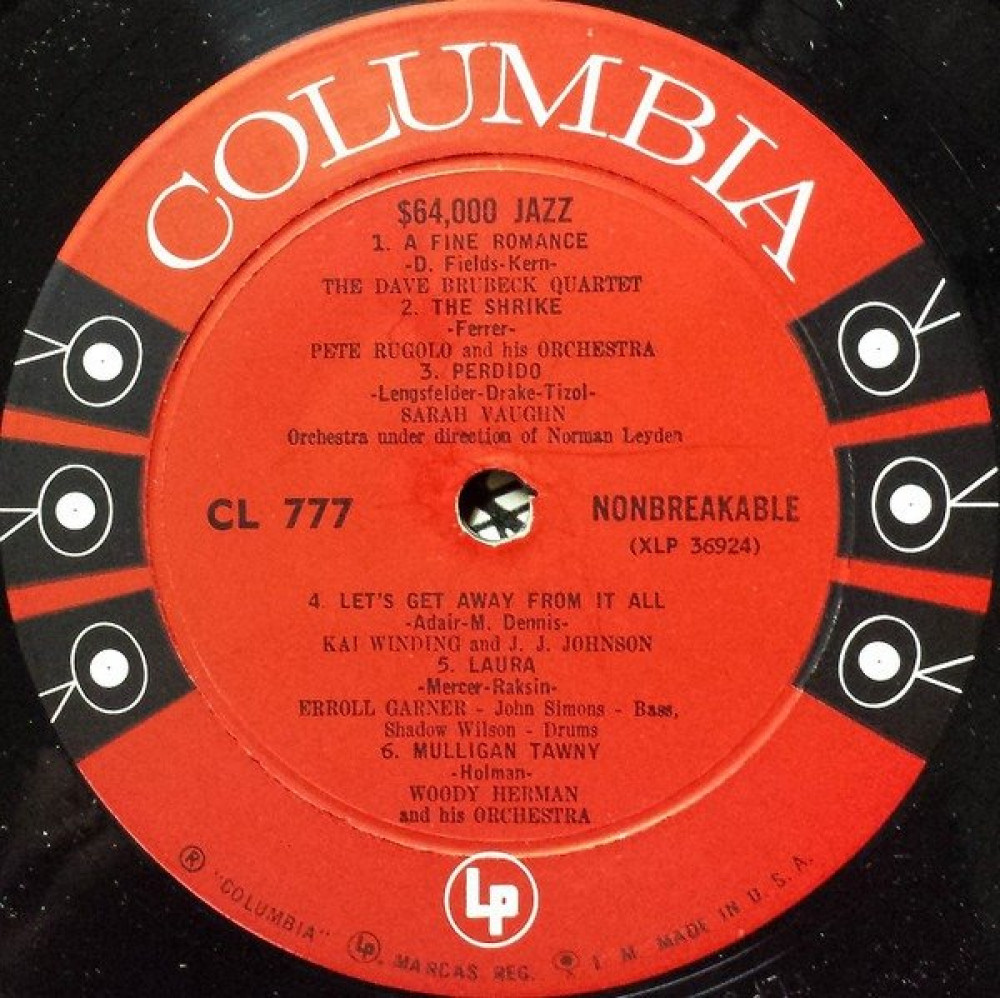 COLUMBIA
$64,000 JAZZ
1. A FINE ROMANCE
-D. Fields-Kern-
THE DAVE BRUBECK QUARTET
2. THE SHRIKE
-Ferrer-
PETE RUGOLO and his ORCHESTRA
3. PERDIDO
-Lengsfelder-Drake-Tizol-
SARAH VAUGHN
Orchestra under direction of Norman Leyden
CL 777
NONBREAKABLE
(XLP 36924)
4. LET'S GET AWAY FROM IT ALL
-Adair-M. Dennis-
KAI WINDING and J. J. JOHNSON
5. LAURA
-Mercer-Raksin-
ERROLL GARNER - John Simons - Bass,
Shadow Wilson - Drums
6. MULLIGAN TAWNY
-Holman-
WOODY HERMAN
and his ORCHESTRA
LP
® "COLUMBIA" LP, MARCAS REG. T M MADE IN U. S. A.